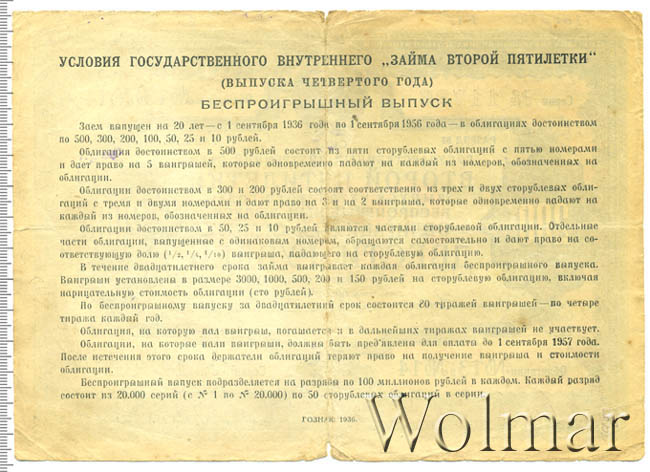 УСЛОВИЯ ГОСУДАРСТВЕННОГО ВНУТРЕННЕГО „ЗАЙМА ВТОРОЙ ПЯТИЛЕТКИ“
(ВЫПУСКА ЧЕТВЕРТОГО ГОДА)
БЕСПРОИГРЫШНЫЙ ВЫПУСК
Заем выпущен на 20 лет—с 1 сентября 1936 года по 1 сентября 1956 года—в облигациях достоинством
по 500, 300, 200, 100, 50, 25 и 10 рублей.
Облигация достоинством в 500 рублей состоит из пяти сторублевых облигаций с пятью номерами
и дает право на 5 выигрышей, которые одновременно падают на каждый из номеров, обозначенных на
облигации.
Облигации достоинством в 300 и 200 рублей состоят соответственно из трех и двух сторублевых обли-
гаций с тремя и двумя номерами и дают право на 3 и на 2 выигрыша, которые одновременно падают на
каждый из номеров, обозначенных на облигации.
Облигации достоинством в 50, 25 и 10 рублей являются частями сторублевой облигации. Отдельные
части облигации, выпущенные с одинаковым номером, обращаются самостоятельно и дают право на со-
ответствующую долю (1/2, 1/4, 1/10) выигрыша, падающего на сторублевую облигацию.
В течение двадцатилетнего срока займа выигрывает каждая облигация беспроигрышного выпуска.
Выигрыши установлены в размере 3000, 1000, 500, 200 и 150 рублей на сторублевую облигацию, включая
нарицательную стоимость облигации (сто рублей).
По беспроигрышному выпуску за двадцатилетний срок состоится 80 тиражей выигрышей—по четыре
тиража каждый год.
Облигация, на которую пал выигрыш, погашается и в дальнейших тиражах выигрышей не участвует.
Облигации, на которые пали выигрыши, должны быть предъявлены для оплаты до 1 сентября 1957 года.
После истечения этого срока держатели облигаций теряют право на получение выигрыша и стоимости
облигации.
Беспроигрышный выпуск подразделяется на разряды по 100 миллионов рублей в каждом. Каждый разряд
состоит из 20.000 серий (с № 1 по № 20.000) по 50 сторублевых облигаций в серии.
ГОЗНАК. 1936.
Wolmar